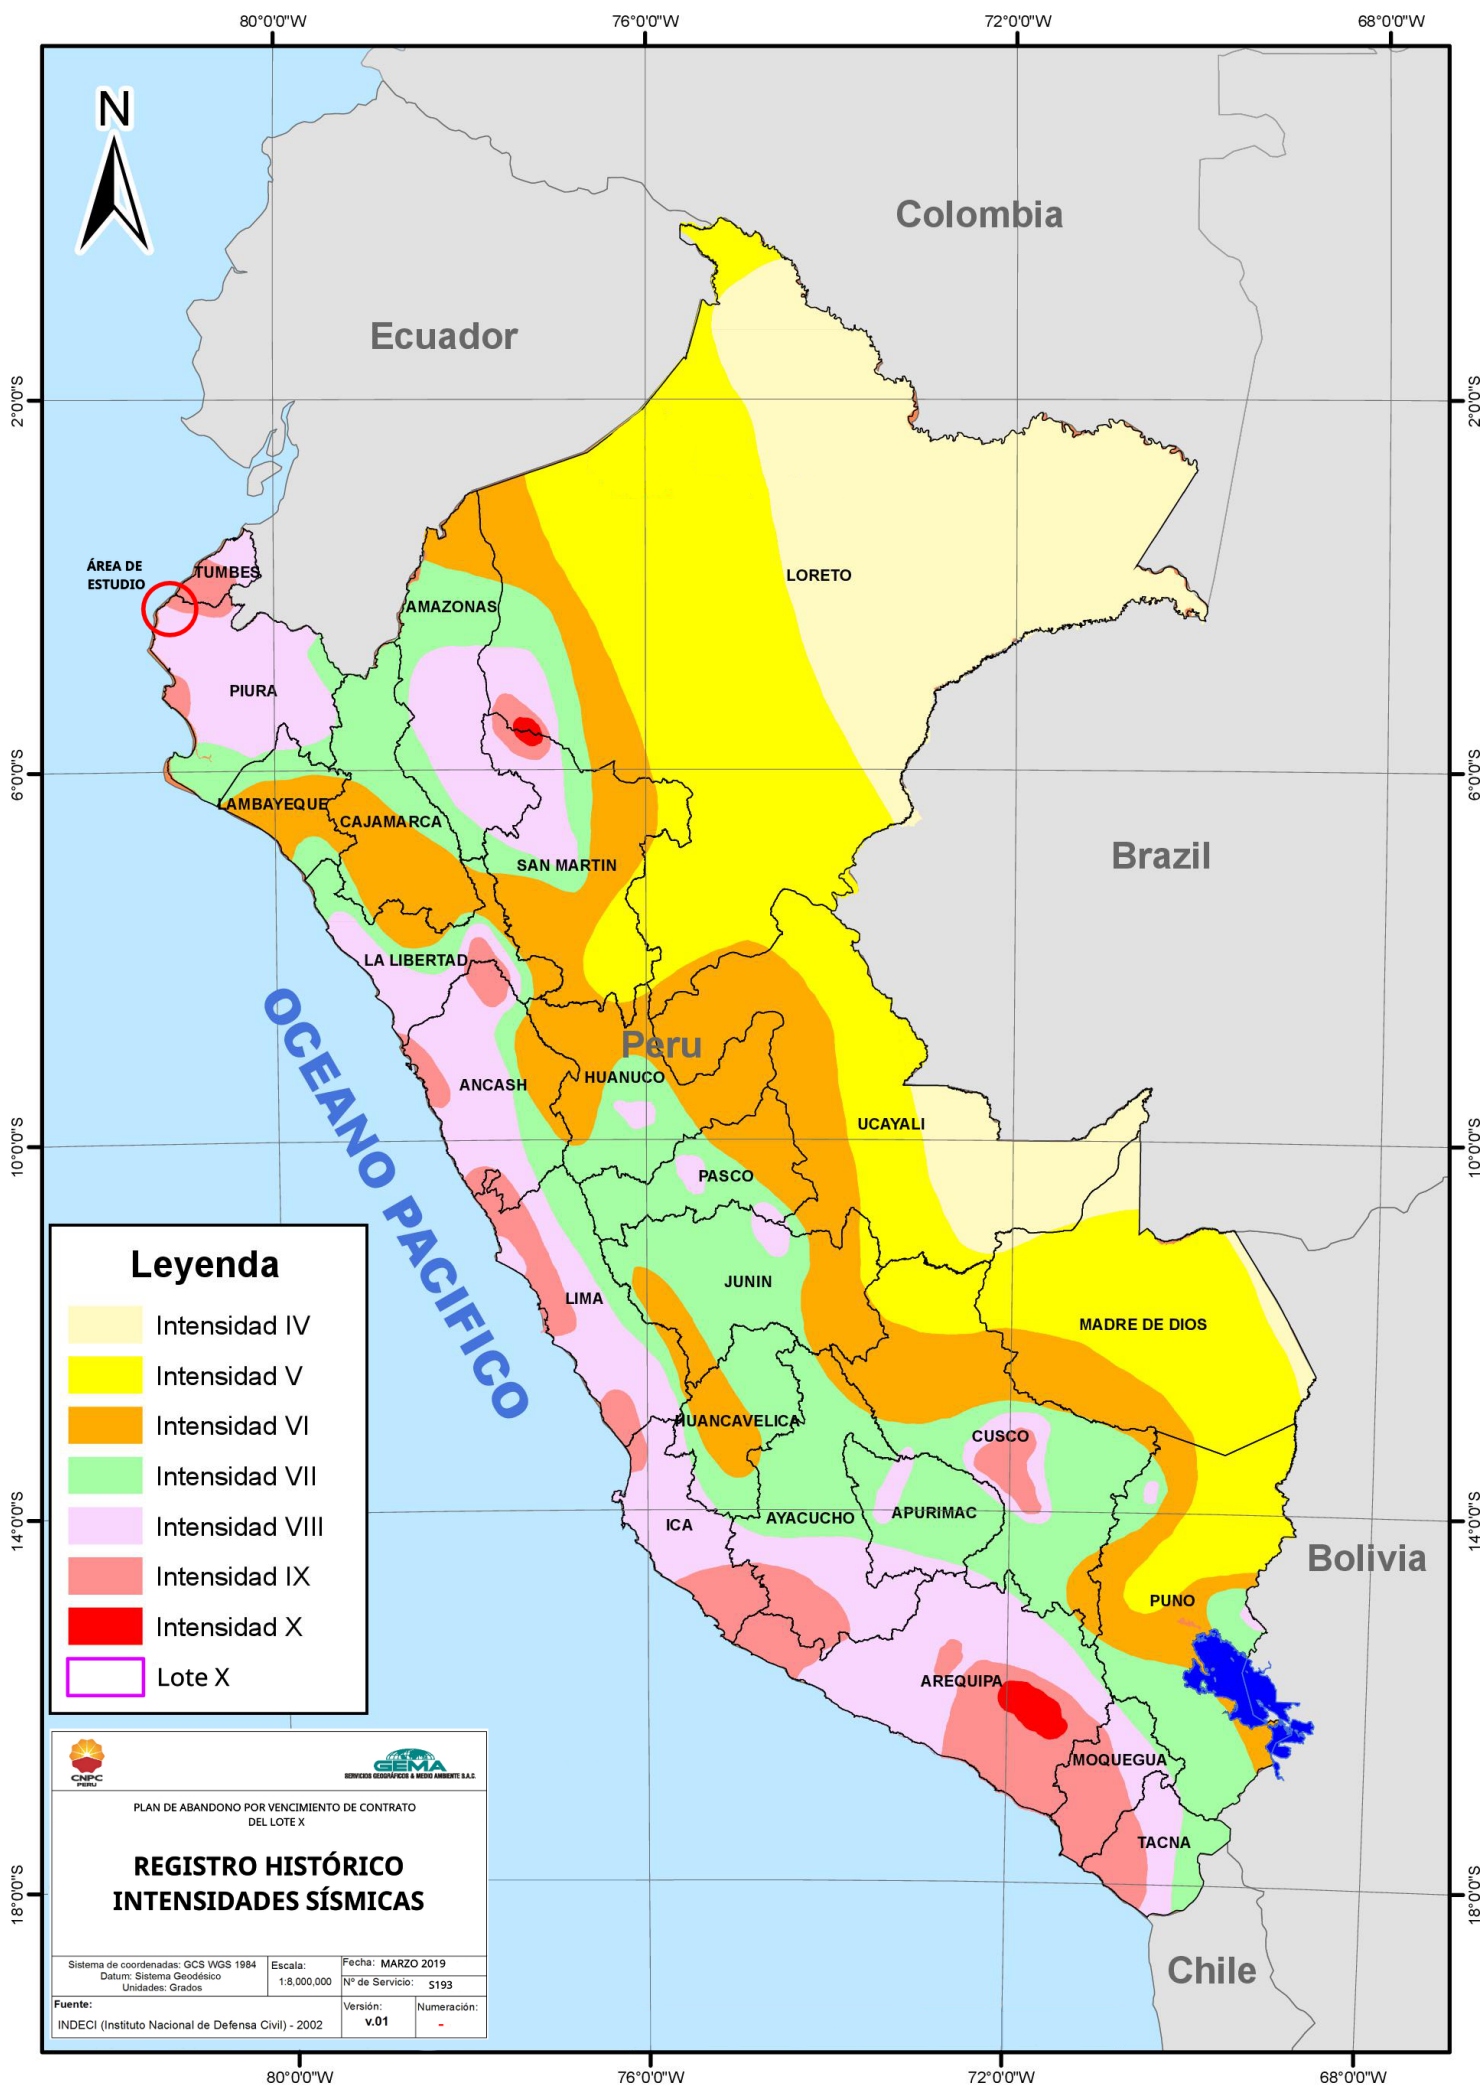 80°0'0"W
76°0'0"W
72°0'0"W
68°0'0"W
N
Colombia
Ecuador
2°0'0"S
2°0'0"S
ÁREA DE
ESTUDIO
TUMBES
LORETO
AMAZONAS
PIURA
6°0'0"S
6°0'0"S
LAMBAYEQUE
CAJAMARCA
SAN MARTIN
Brazil
LA LIBERTAD
OCEANO PACIFICO
Peru
ANCASH
HUANUCO
UCAYALI
10°0'0"S
10°0'0"S
PASCO
JUNIN
LIMA
MADRE DE DIOS
HUANCAVELICA
CUSCO
ICA
AYACUCHO
APURIMAC
14°0'0"S
14°0'0"S
Bolivia
PUNO
AREQUIPA
MOQUEGUA
TACNA
18°0'0"S
18°0'0"S
Chile
Leyenda
Intensidad IV
Intensidad V
Intensidad VI
Intensidad VII
Intensidad VIII
Intensidad IX
Intensidad X
Lote X
CNPC
PERU
GEMA
SERVICIOS GEOGRÁFICOS & MEDIO AMBIENTE S.A.C.
PLAN DE ABANDONO POR VENCIMIENTO DE CONTRATO
DEL LOTE X
REGISTRO HISTÓRICO
INTENSIDADES SÍSMICAS
Sistema de coordenadas: GCS WGS 1984
Datum: Sistema Geodésico
Unidades: Grados
Escala:
1:8,000,000
Fecha: MARZO 2019
Nº de Servicio: S193
Fuente:
INDECI (Instituto Nacional de Defensa Civil) - 2002
Versión:
v.01
Numeración:
-
80°0'0"W
76°0'0"W
72°0'0"W
68°0'0"W